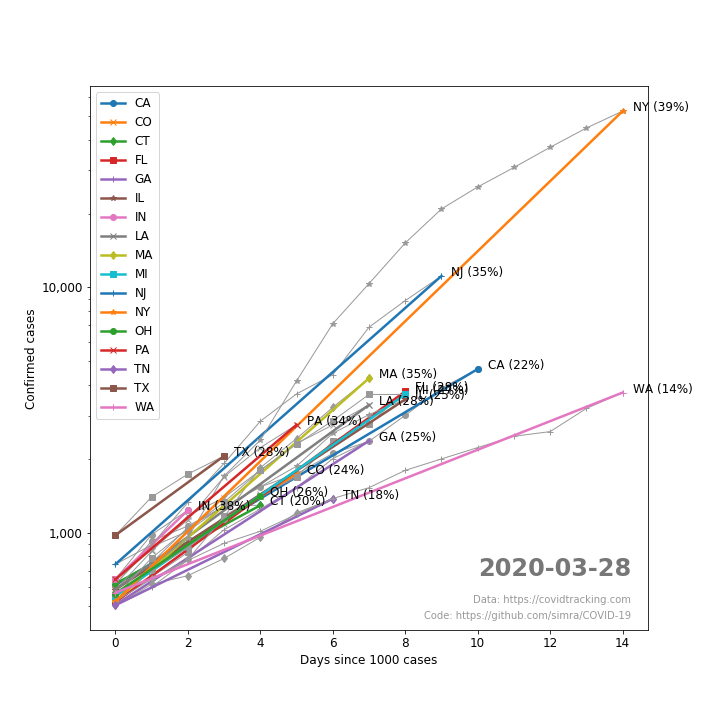 CA
CO
CT
FL
GA
IL
IN
LA
MA
MI
NJ
NY
OH
PA
TN
TX
WA
NY (39%)
NJ (35%)
CA (22%)
MA (35%)
FL (28%)
WA (14%)
LA (28%)
PA (34%)
GA (25%)
TX (28%)
CO (24%)
OH (26%)
TN (18%)
IN (38%)
CT (20%)
10,000
1,000
Confirmed cases
0 2 4 6 8 10 12 14
Days since 1000 cases
2020-03-28
Data: https://covidtracking.com
Code: https://github.com/simra/COVID-19